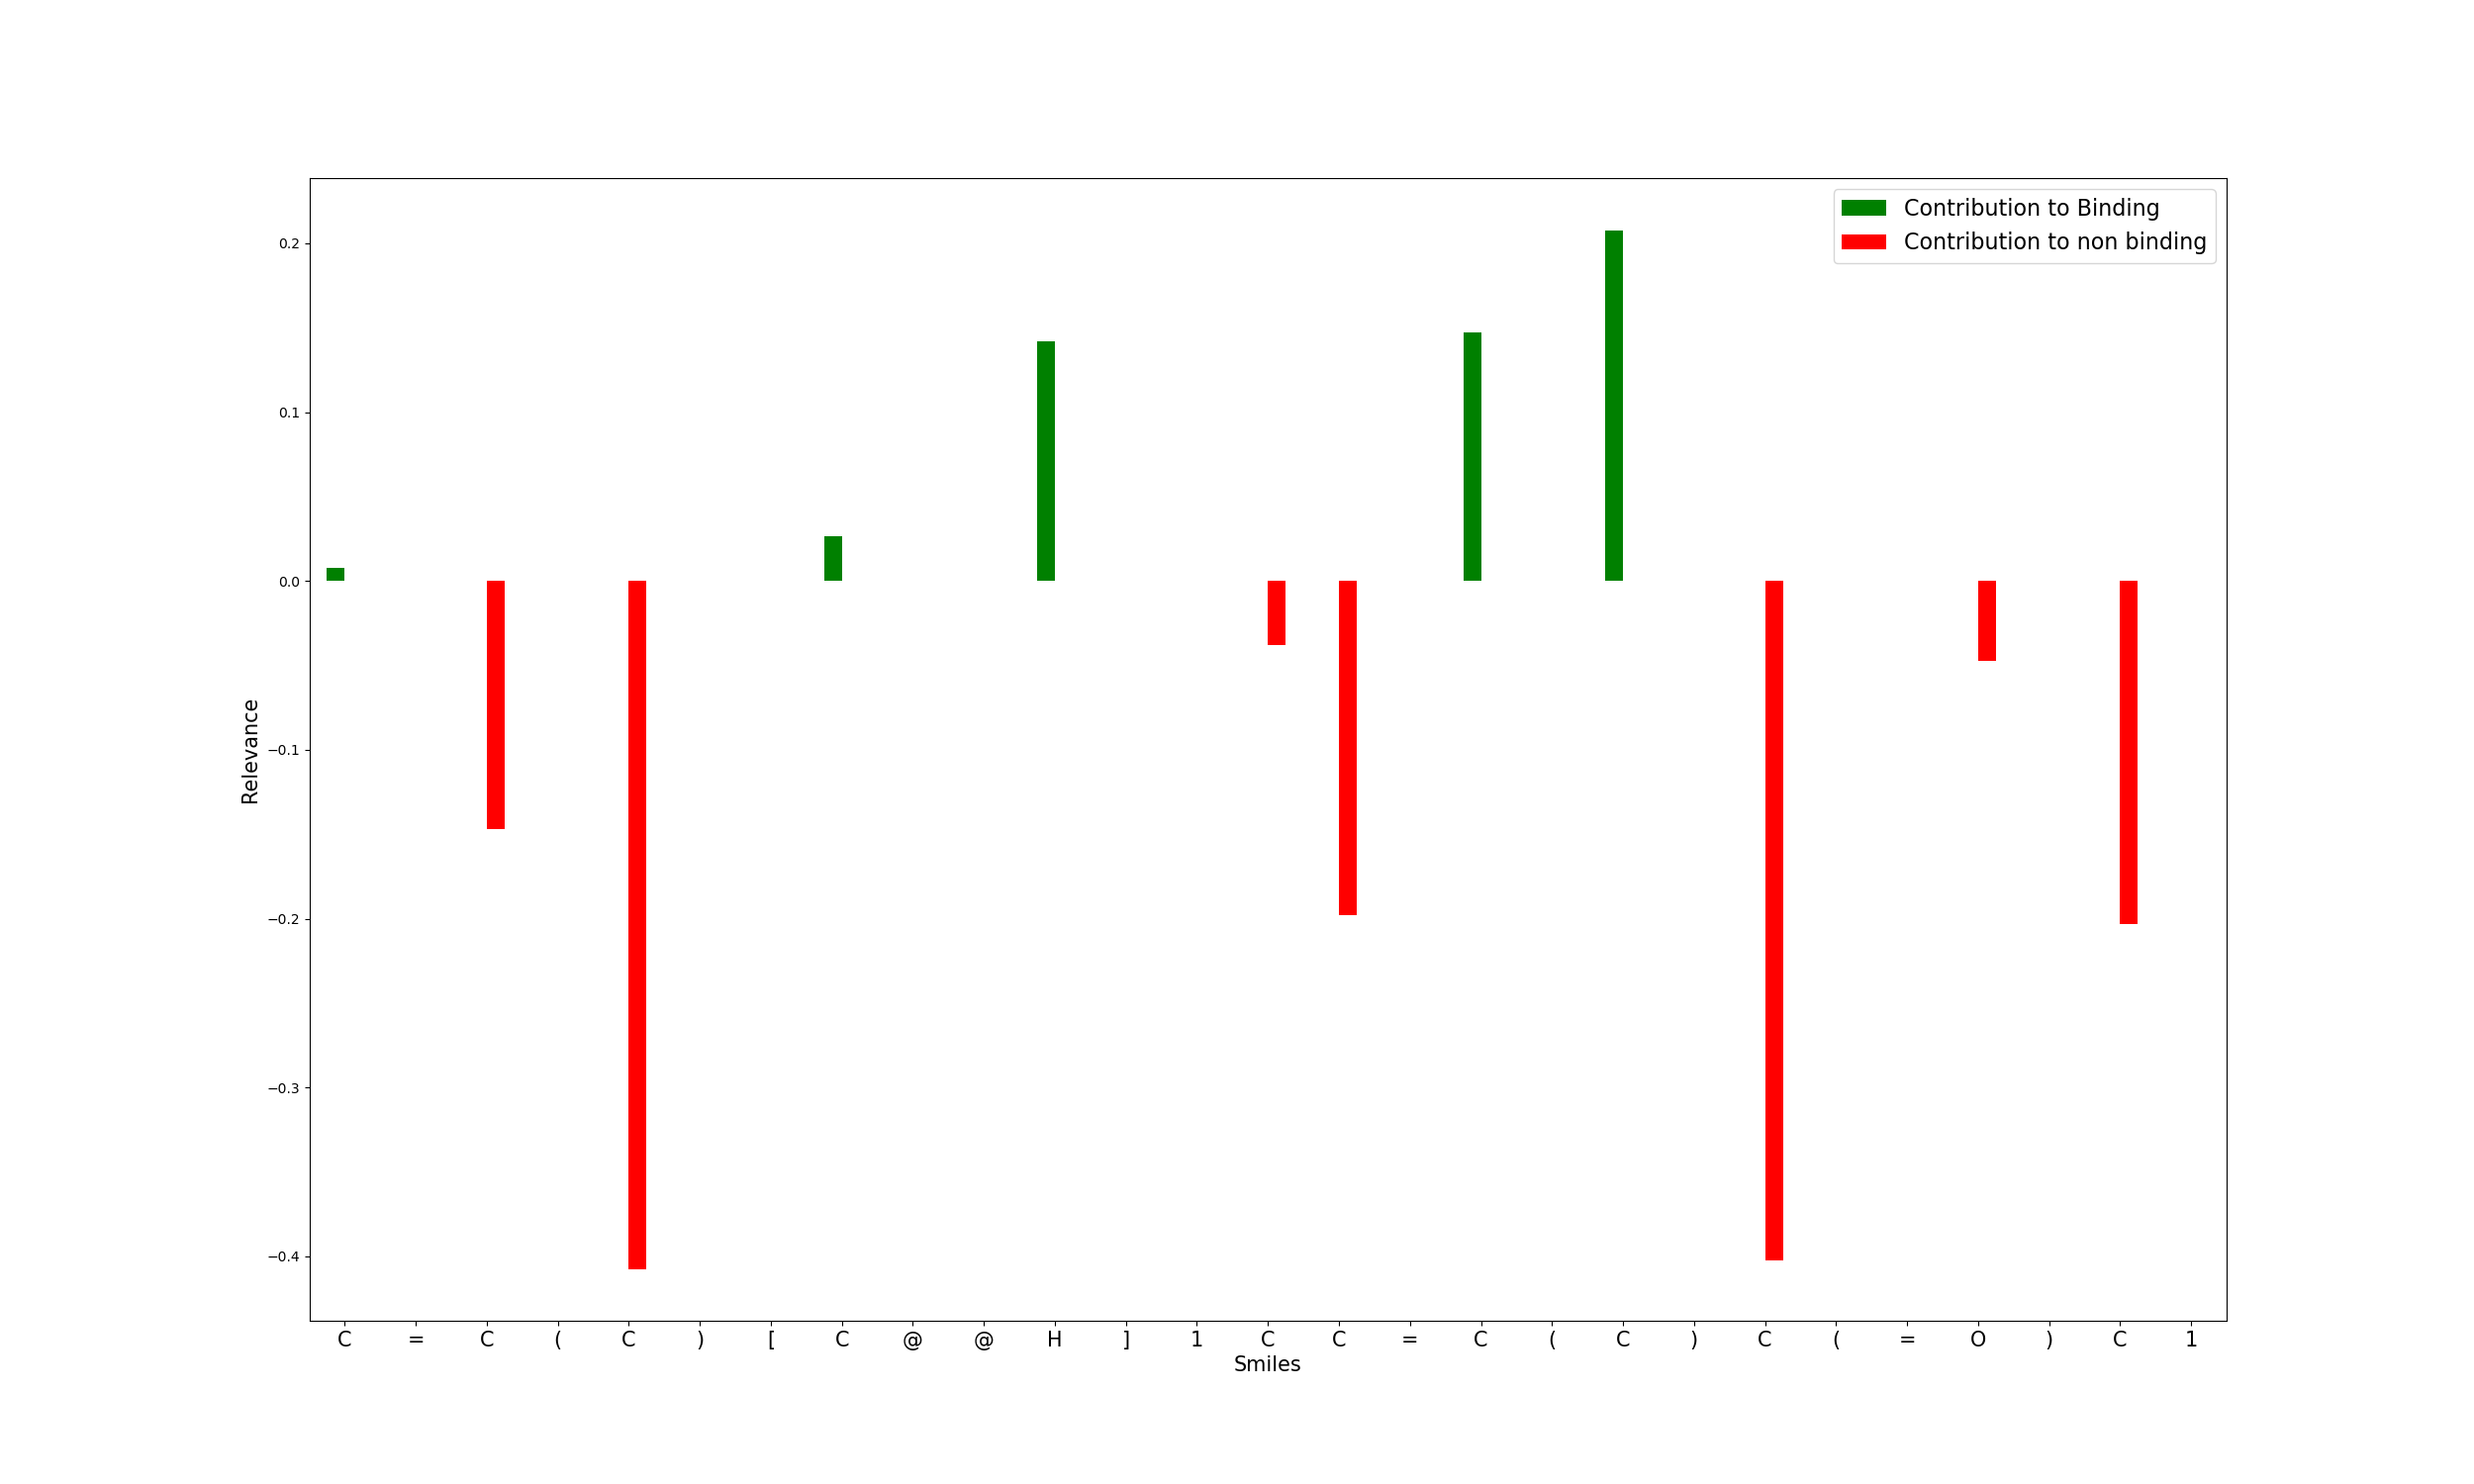 Contribution to Binding
Contribution to non binding
0.2
0.1
0.0
−0.1
−0.2
−0.3
−0.4
Relevance
C = C ( C ) [ C @ @ H ] 1 C C = C ( C ) C ( = O ) C 1
Smiles